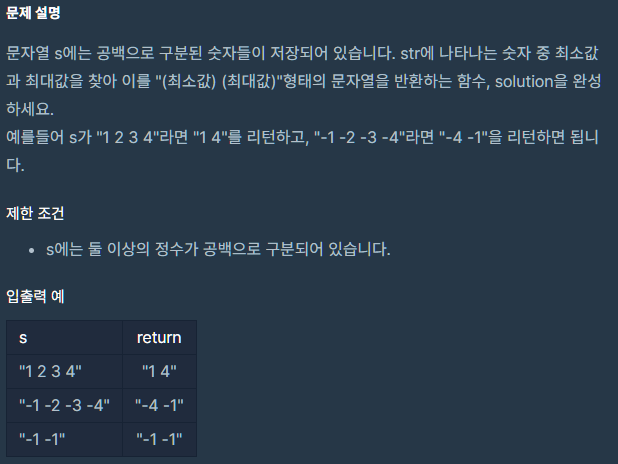 문제 설명
문자열 s에는 공백으로 구분된 숫자들이 저장되어 있습니다. str에 나타나는 숫자 중 최소값
과 최대값을 찾아 이를 "(최소값) (최대값)"형태의 문자열을 반환하는 함수, solution을 완성
하세요.
예를들어 s가 "1 2 3 4"라면 "1 4"를 리턴하고, "-1 -2 -3 -4"라면 "-4 -1"을 리턴하면 됩니
다.
제한 조건
• s에는 둘 이상의 정수가 공백으로 구분되어 있습니다.
입출력 예
s return
"1 2 3 4" "1 4"
"-1 -2 -3 -4" "-4 -1"
"-1 -1" "-1 -1"